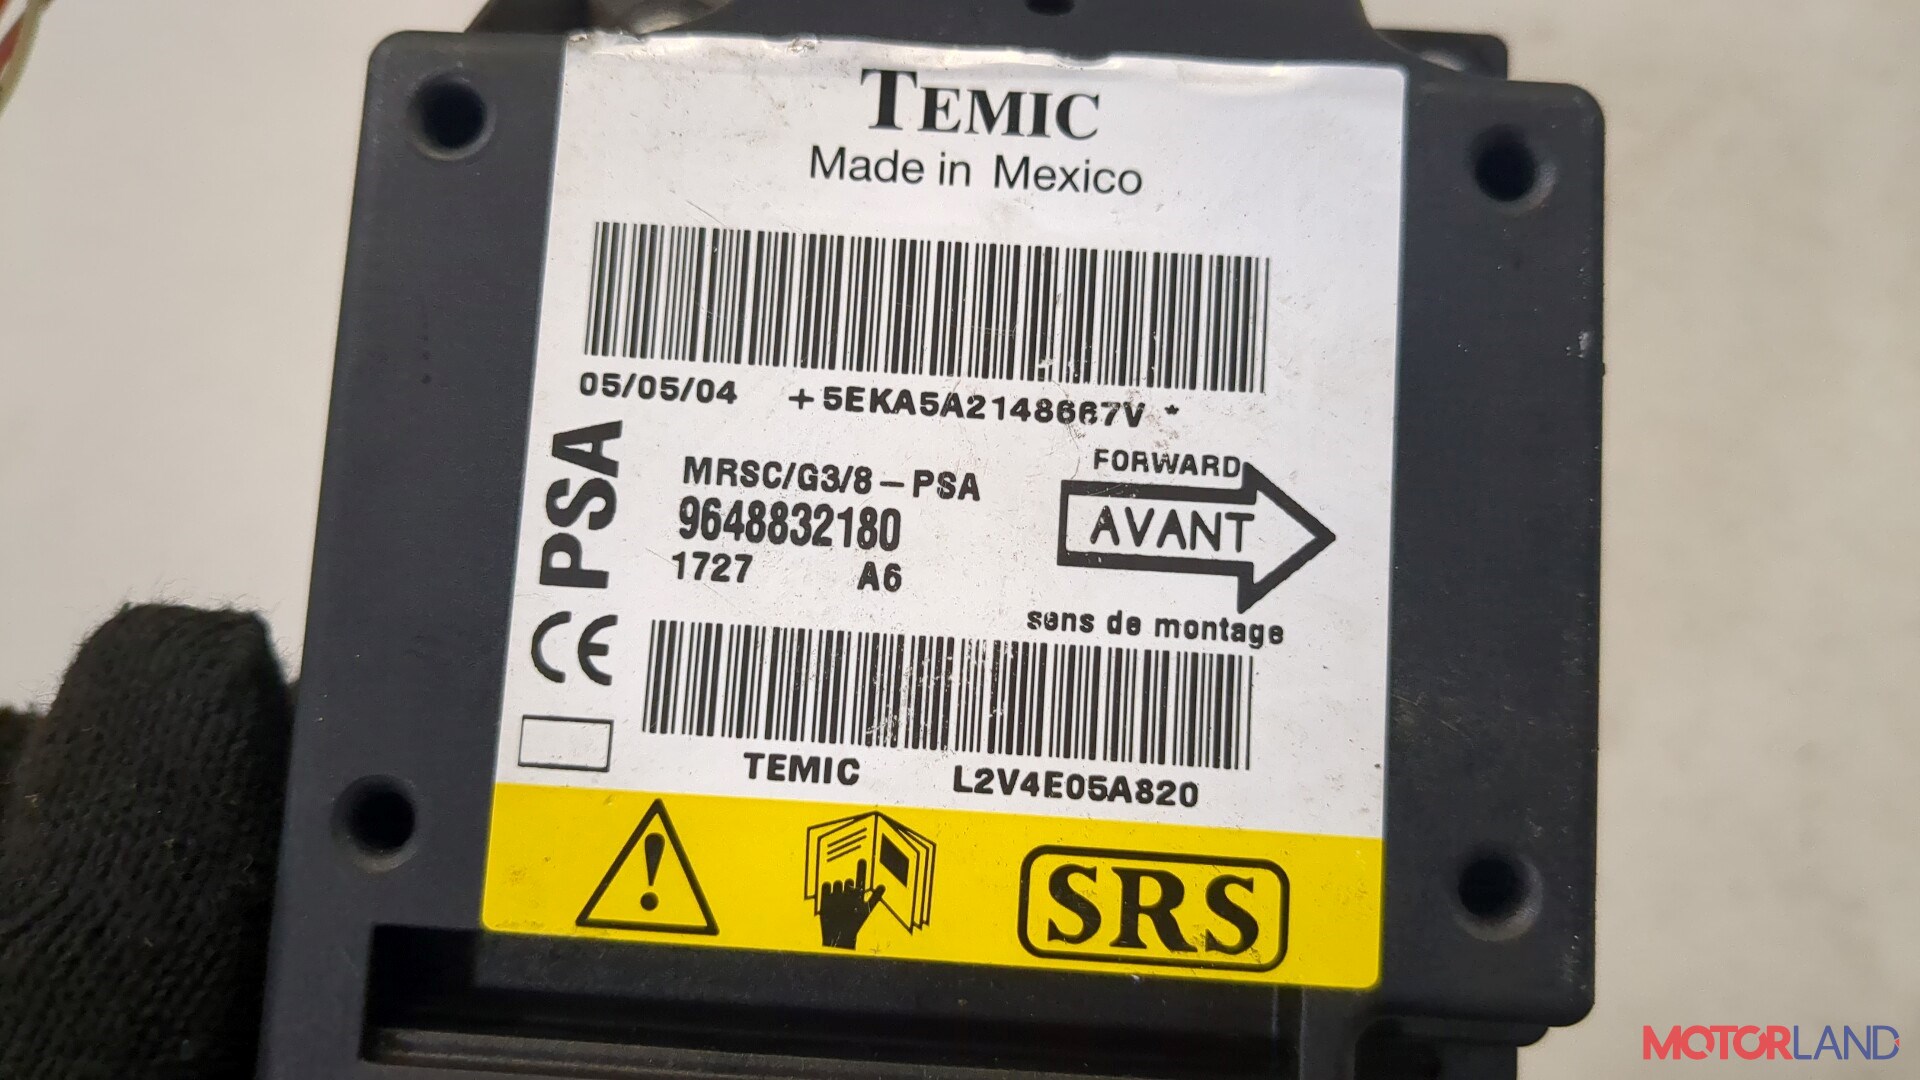 TEMIC
Made in Mexico
05/05/04 +5EKA5A2148667V *
PSA
MRSC/G3/8-PSA
9648832180
1727 A6
FORWARD
AVANT
sens de montage
CE
TEMIC L2V4E05A820
SRS
MOTORLAND